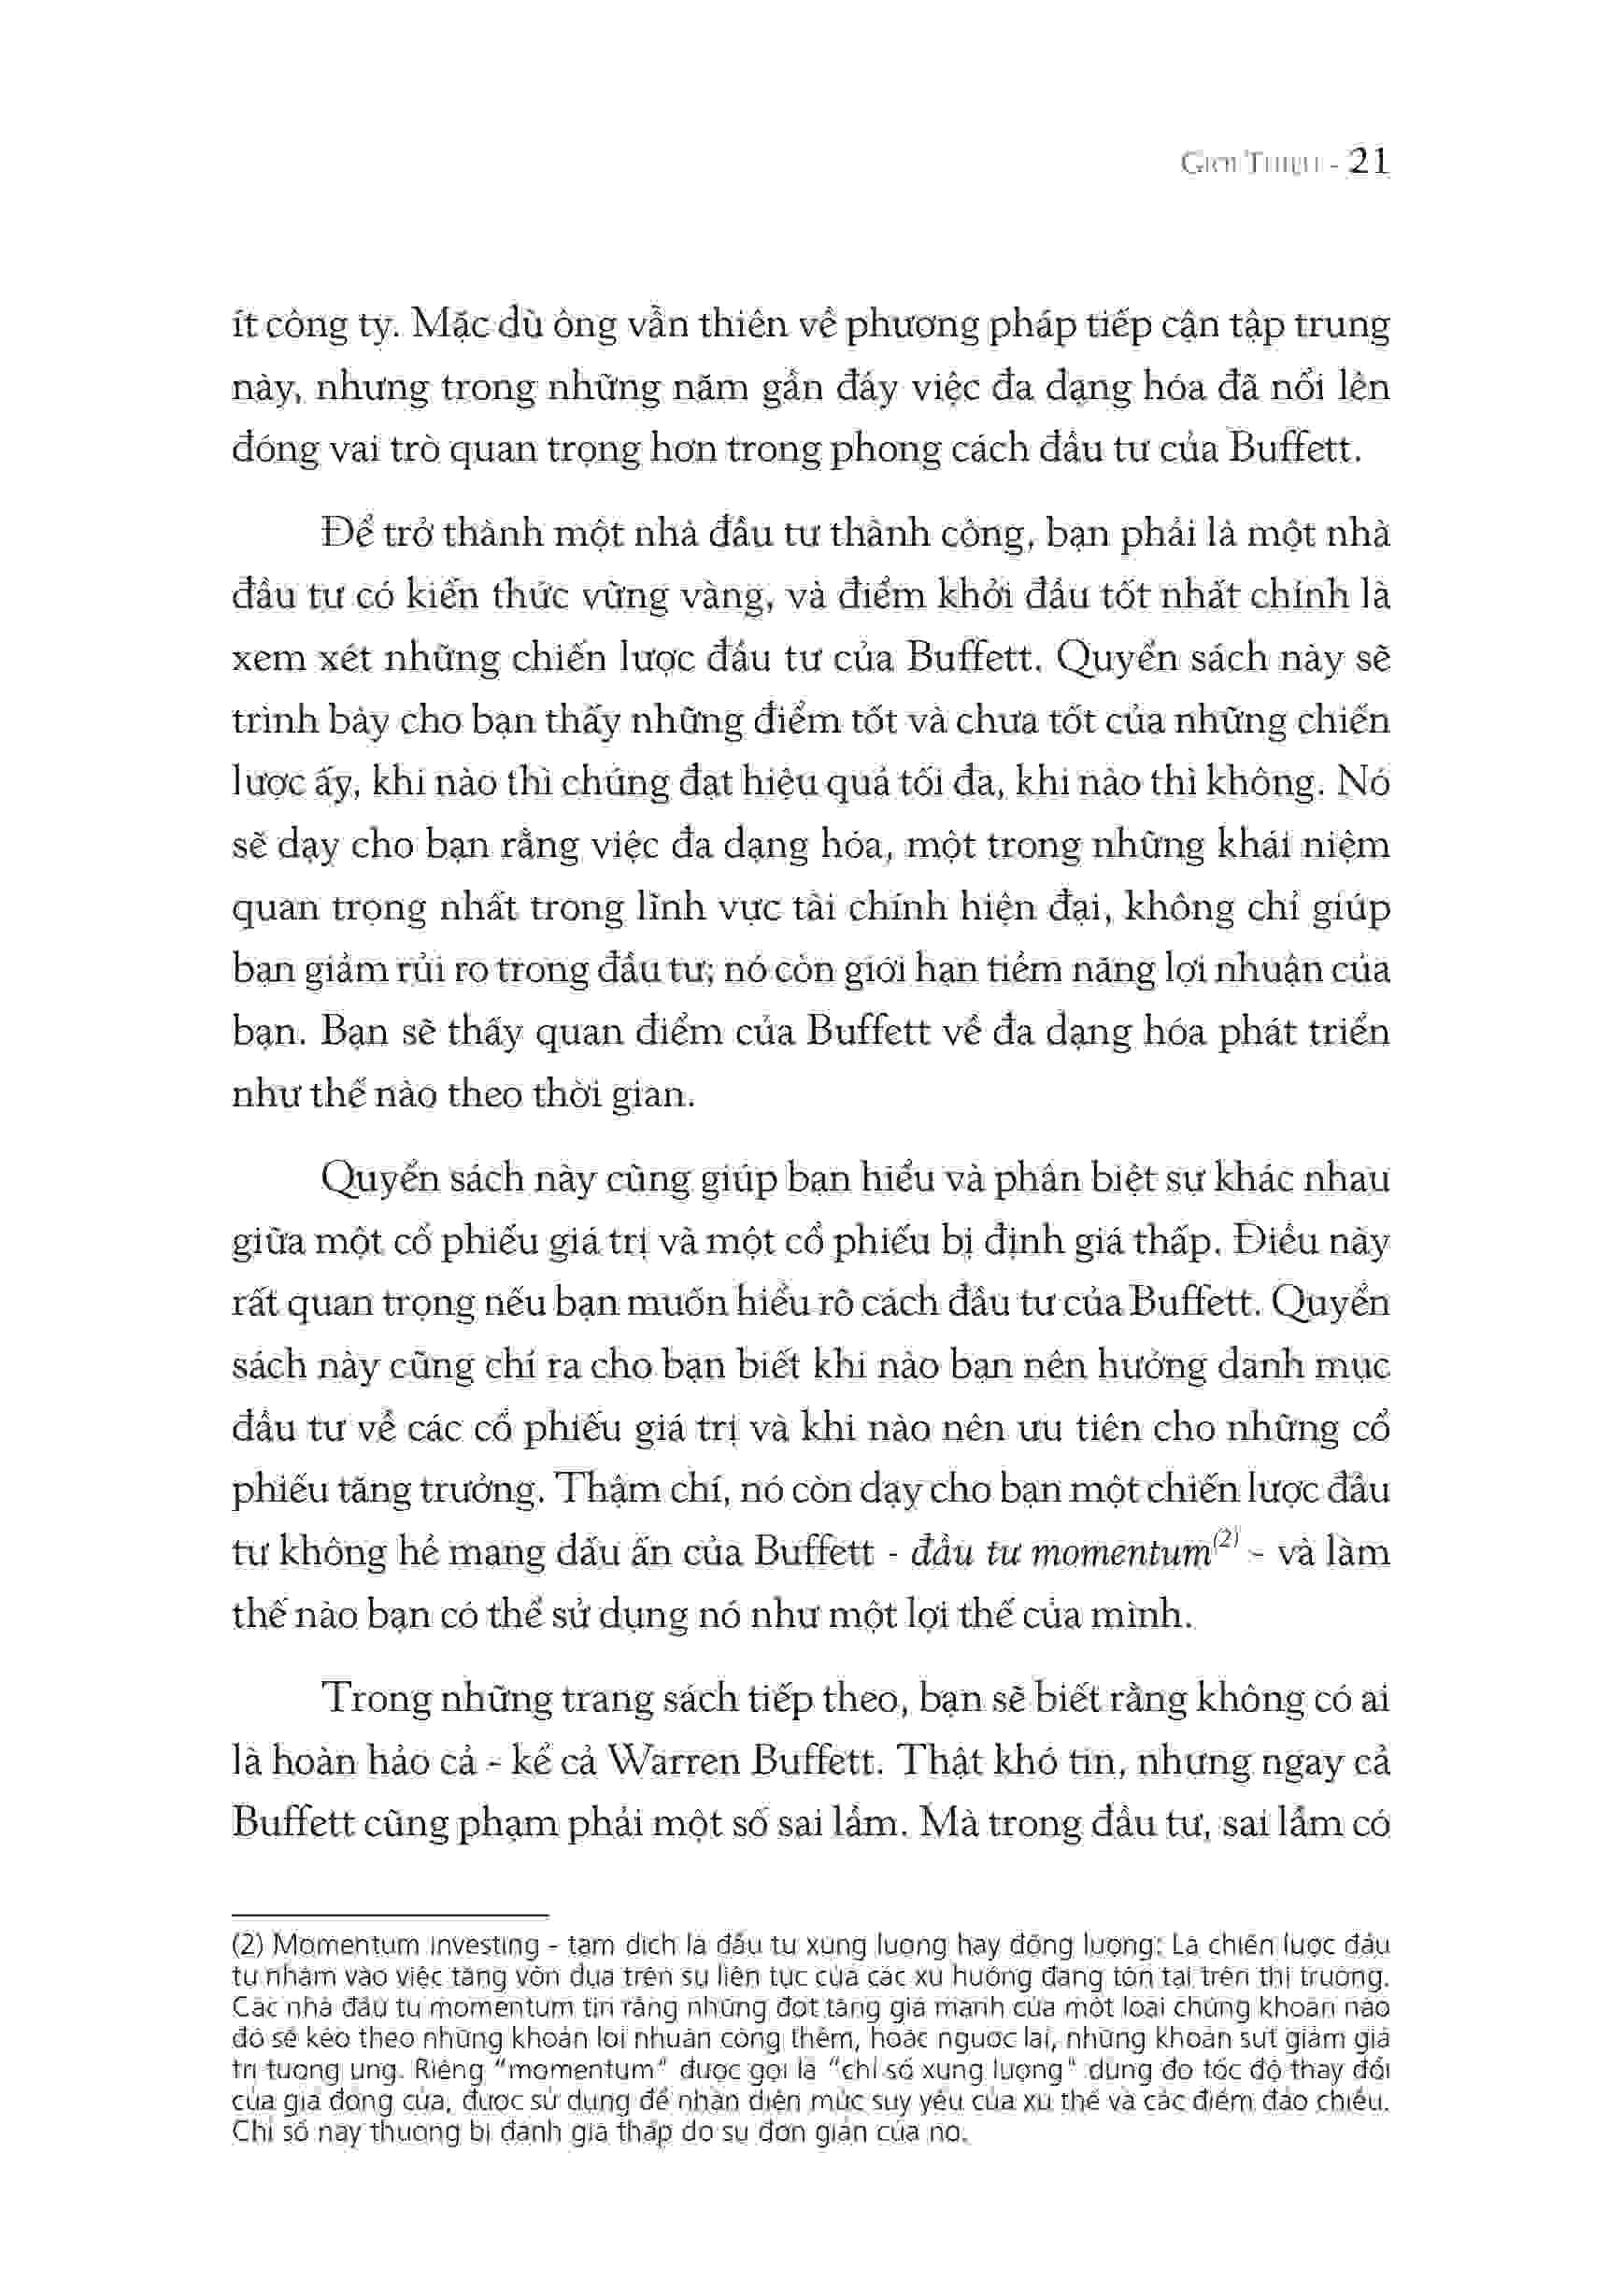 Giới Thiệu - 21
ít công ty. Mặc dù ông vẫn thiên về phương pháp tiếp cận tập trung
này, nhưng trong những năm gần đây việc đa dạng hóa đã nổi lên
đóng vai trò quan trọng hơn trong phong cách đầu tư của Buffett.
Để trở thành một nhà đầu tư thành công, bạn phải là một nhà
đầu tư có kiến thức vững vàng, và điểm khởi đầu tốt nhất chính là
xem xét những chiến lược đầu tư của Buffett. Quyển sách này sẽ
trình bày cho bạn thấy những điểm tốt và chưa tốt của những chiến
lược ấy, khi nào thì chúng đạt hiệu quả tối đa, khi nào thì không. Nó
sẽ dạy cho bạn rằng việc đa dạng hóa, một trong những khái niệm
quan trọng nhất trong lĩnh vực tài chính hiện đại, không chỉ giúp
bạn giảm rủi ro trong đầu tư; nó còn giới hạn tiềm năng lợi nhuận của
bạn. Bạn sẽ thấy quan điểm của Buffett về đa dạng hóa phát triển
như thế nào theo thời gian.
Quyển sách này cũng giúp bạn hiểu và phân biệt sự khác nhau
giữa một cổ phiếu giá trị và một cổ phiếu bị định giá thấp. Điều này
rất quan trọng nếu bạn muốn hiểu rõ cách đầu tư của Buffett. Quyển
sách này cũng chỉ ra cho bạn biết khi nào bạn nên hướng danh mục
đầu tư về các cổ phiếu giá trị và khi nào nên ưu tiên cho những cổ
phiếu tăng trưởng. Thậm chí, nó còn dạy cho bạn một chiến lược đầu
tư không hề mang dấu ấn của Buffett - đầu tư momentum(2) - và làm
thế nào bạn có thể sử dụng nó như một lợi thế của mình.
Trong những trang sách tiếp theo, bạn sẽ biết rằng không có ai
là hoàn hảo cả - kể cả Warren Buffett. Thật khó tin, nhưng ngay cả
Buffett cũng phạm phải một số sai lầm. Mà trong đầu tư, sai lầm có
(2) Momentum investing - tạm dịch là đầu tư xung lượng hay động lượng: Là chiến lược đầu
tư nhắm vào việc tăng vốn dựa trên sự liên tục của các xu hướng đang tồn tại trên thị trường.
Các nhà đầu tư momentum tin rằng những đợt tăng giá mạnh của một loại chứng khoán nào
đó sẽ kéo theo những khoản lợi nhuận cộng thêm, hoặc ngược lại, những khoản sụt giảm giá
trị tương ứng. Riêng "momentum" được gọi là "chỉ số xung lượng" dùng đo tốc độ thay đổi
của giá đóng cửa, được sử dụng để nhận diện mức suy yếu của xu thế và các điểm đảo chiều.
Chỉ số này thường bị đánh giá thấp do sự đơn giản của nó.